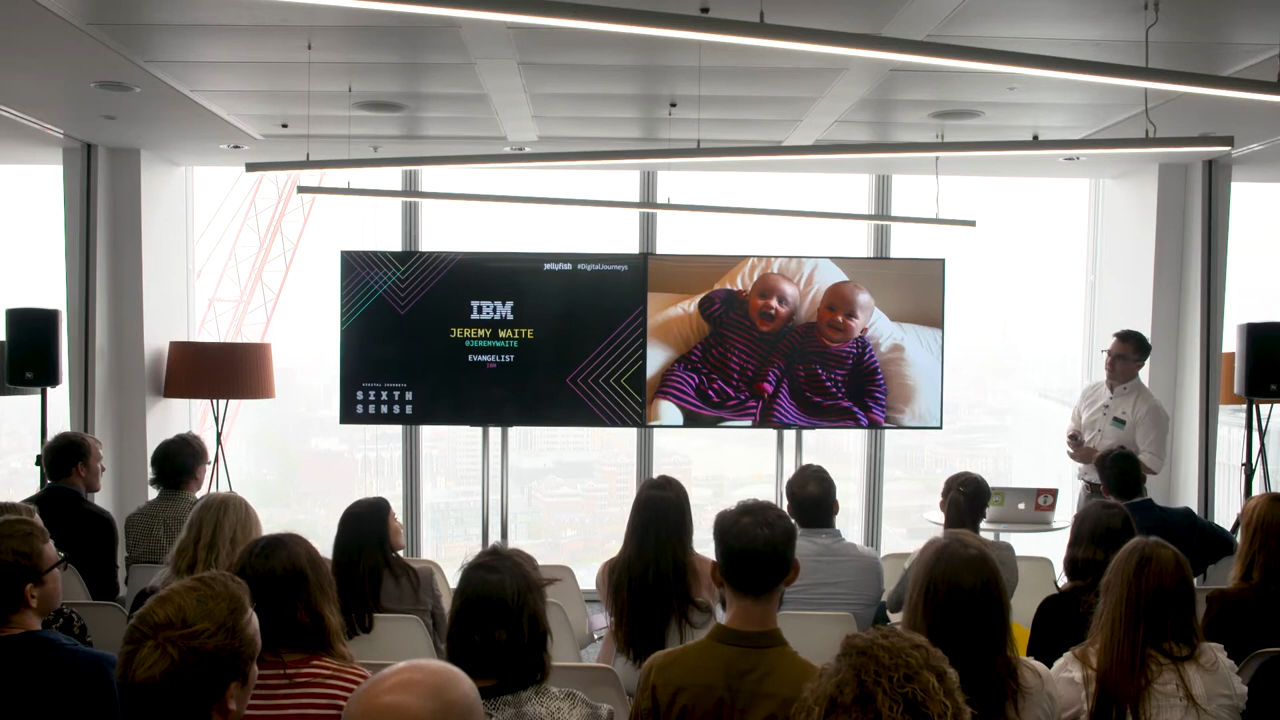 jellyfish #DigitalJourneys
IBM
JEREMY WAITE
@JEREMYWAITE
EVANGELIST
IBM
DIGITAL JOURNEYS
SIXTH
SENSE